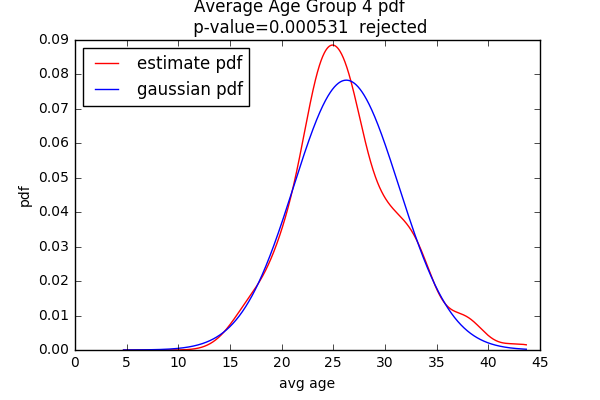 Average Age Group 4 pdf
p-value=0.000531  rejected
estimate pdf
gaussian pdf
0.09
0.08
0.07
0.06
0.05
0.04
0.03
0.02
0.01
0.00
pdf
0 5 10 15 20 25 30 35 40 45
avg age